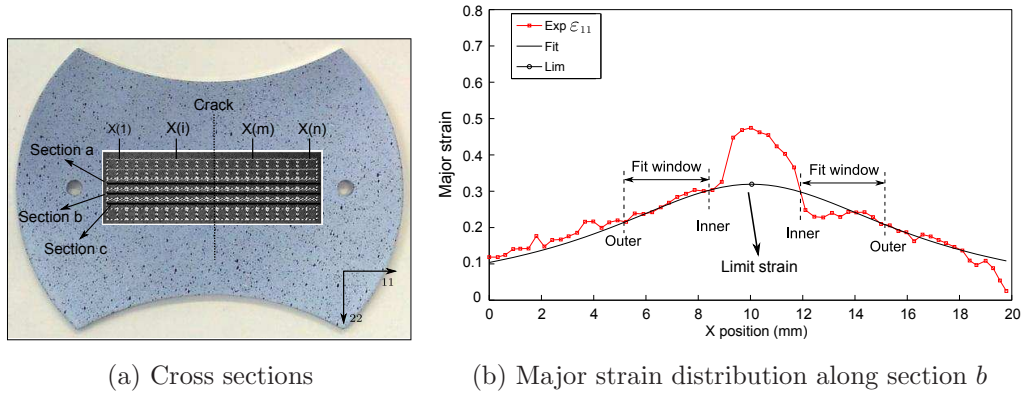 Crack
X(1) X(i) X(m) X(n)
Section a
Section b
Section c
11
22
(a) Cross sections
0.8
0.7
0.6
0.5
0.4
0.3
0.2
0.1
0
Major strain
Exp ε11
Fit
Lim
Fit window
Fit window
Outer
Inner
Inner
Outer
Limit strain
0 2 4 6 8 10 12 14 16 18 20
X position (mm)
(b) Major strain distribution along section b